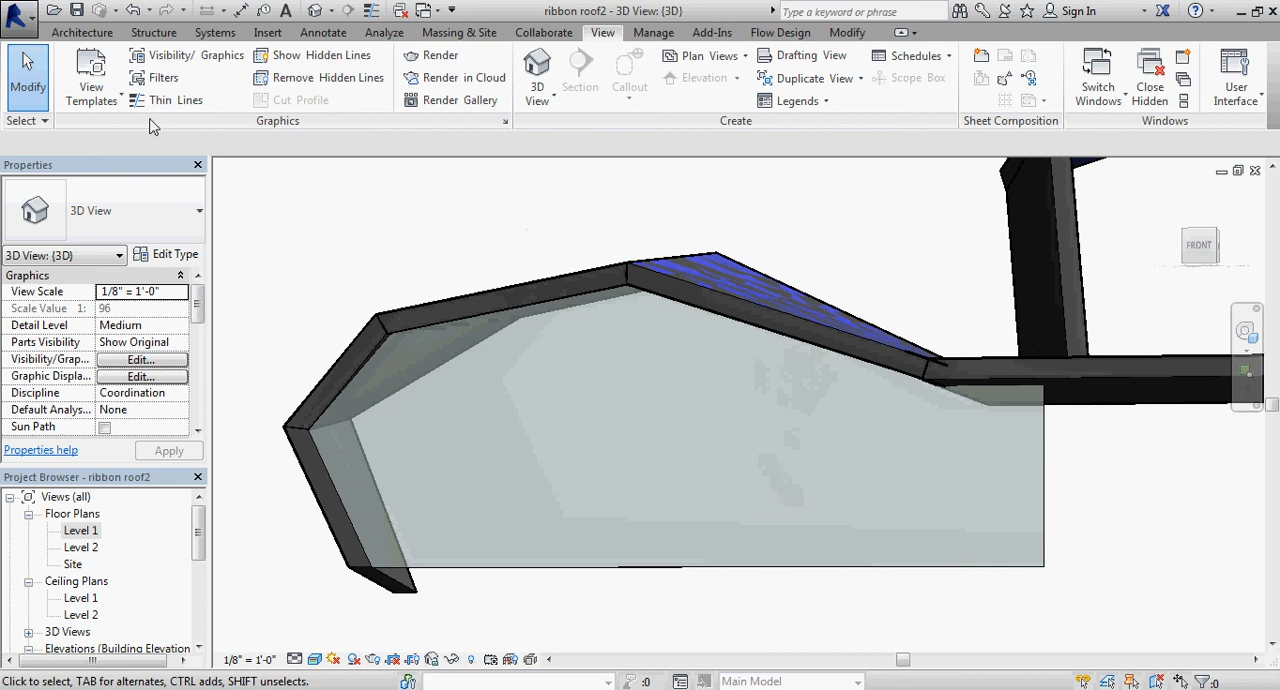 ribbon roof2 - 3D View: {3D}
Type a keyword or phrase
Sign In
Architecture Structure Systems Insert Annotate Analyze Massing & Site Collaborate View Manage Add-Ins Flow Design Modify
Modify
View
Templates
Visibility/ Graphics
Filters
Thin Lines
Show Hidden Lines
Remove Hidden Lines
Cut Profile
Render
Render in Cloud
Render Gallery
3D
View
Section
Callout
Plan Views
Elevation
Drafting View
Duplicate View
Legends
Schedules
Scope Box
Switch
Windows
Close
Hidden
User
Interface
Select
Graphics
Create
Sheet Composition
Windows
Properties
3D View
3D View: {3D}
Edit Type
Graphics
View Scale 1/8" = 1'-0"
Scale Value 1: 96
Detail Level Medium
Parts Visibility Show Original
Visibility/Grap... Edit...
Graphic Displa... Edit...
Discipline Coordination
Default Analys... None
Sun Path
Properties help
Apply
Project Browser - ribbon roof2
Views (all)
Floor Plans
Level 1
Level 2
Site
Ceiling Plans
Level 1
Level 2
3D Views
Elevations (Building Elevation
FRONT
1/8" = 1'-0"
Click to select, TAB for alternates, CTRL adds, SHIFT unselects.
:0
Main Model
:0